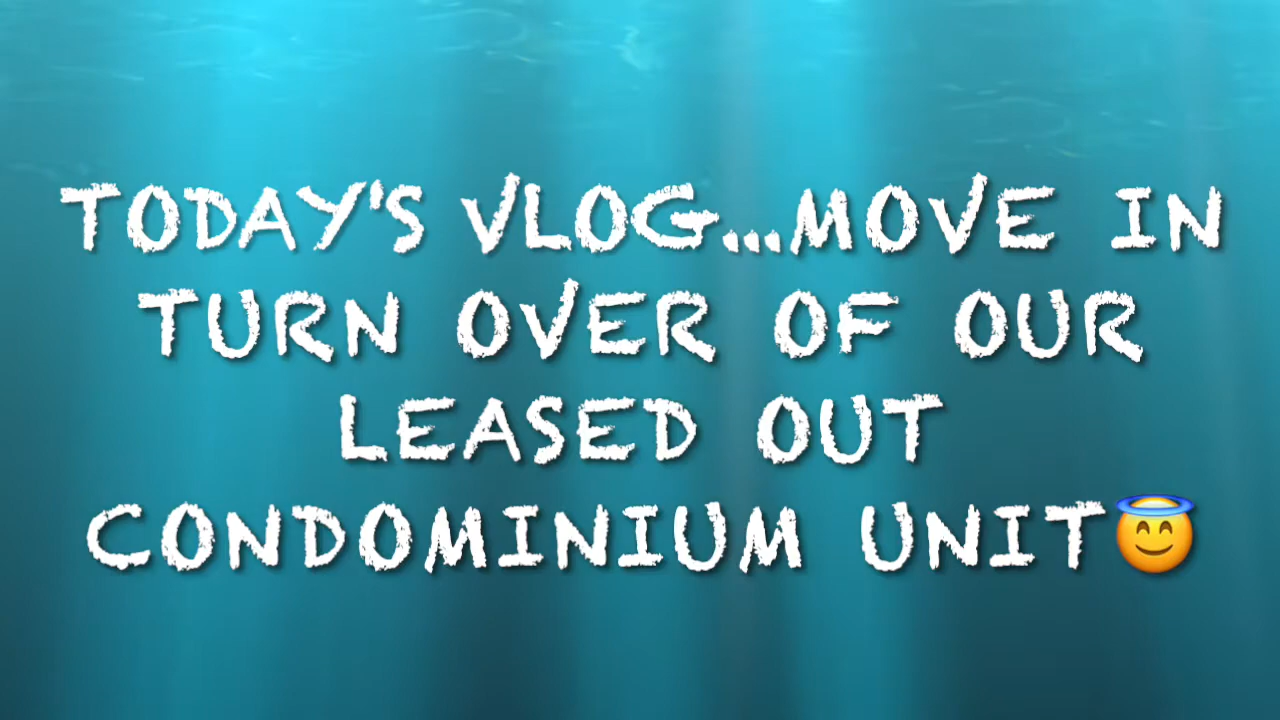 TODAY'S VLOG...MOVE IN
TURN OVER OF OUR
LEASED OUT
CONDOMINIUM UNIT😇